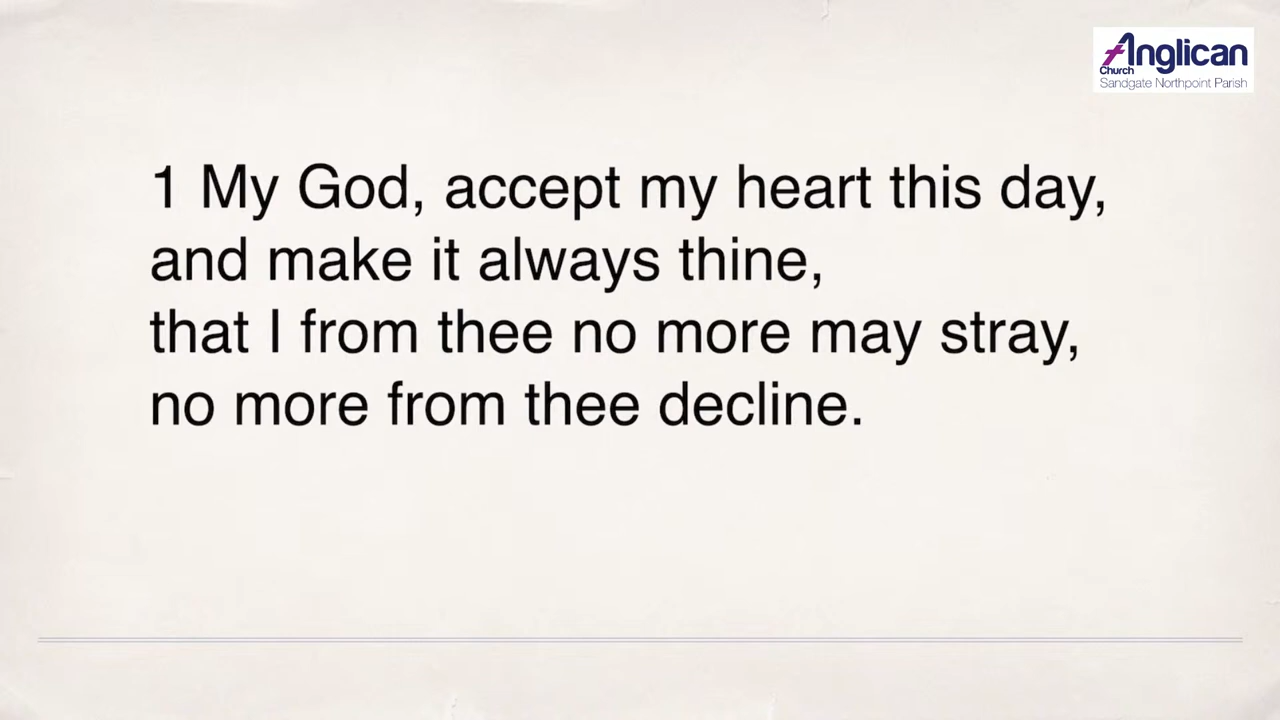 Anglican
Church
Sandgate Northpoint Parish
1 My God, accept my heart this day,
and make it always thine,
that I from thee no more may stray,
no more from thee decline.